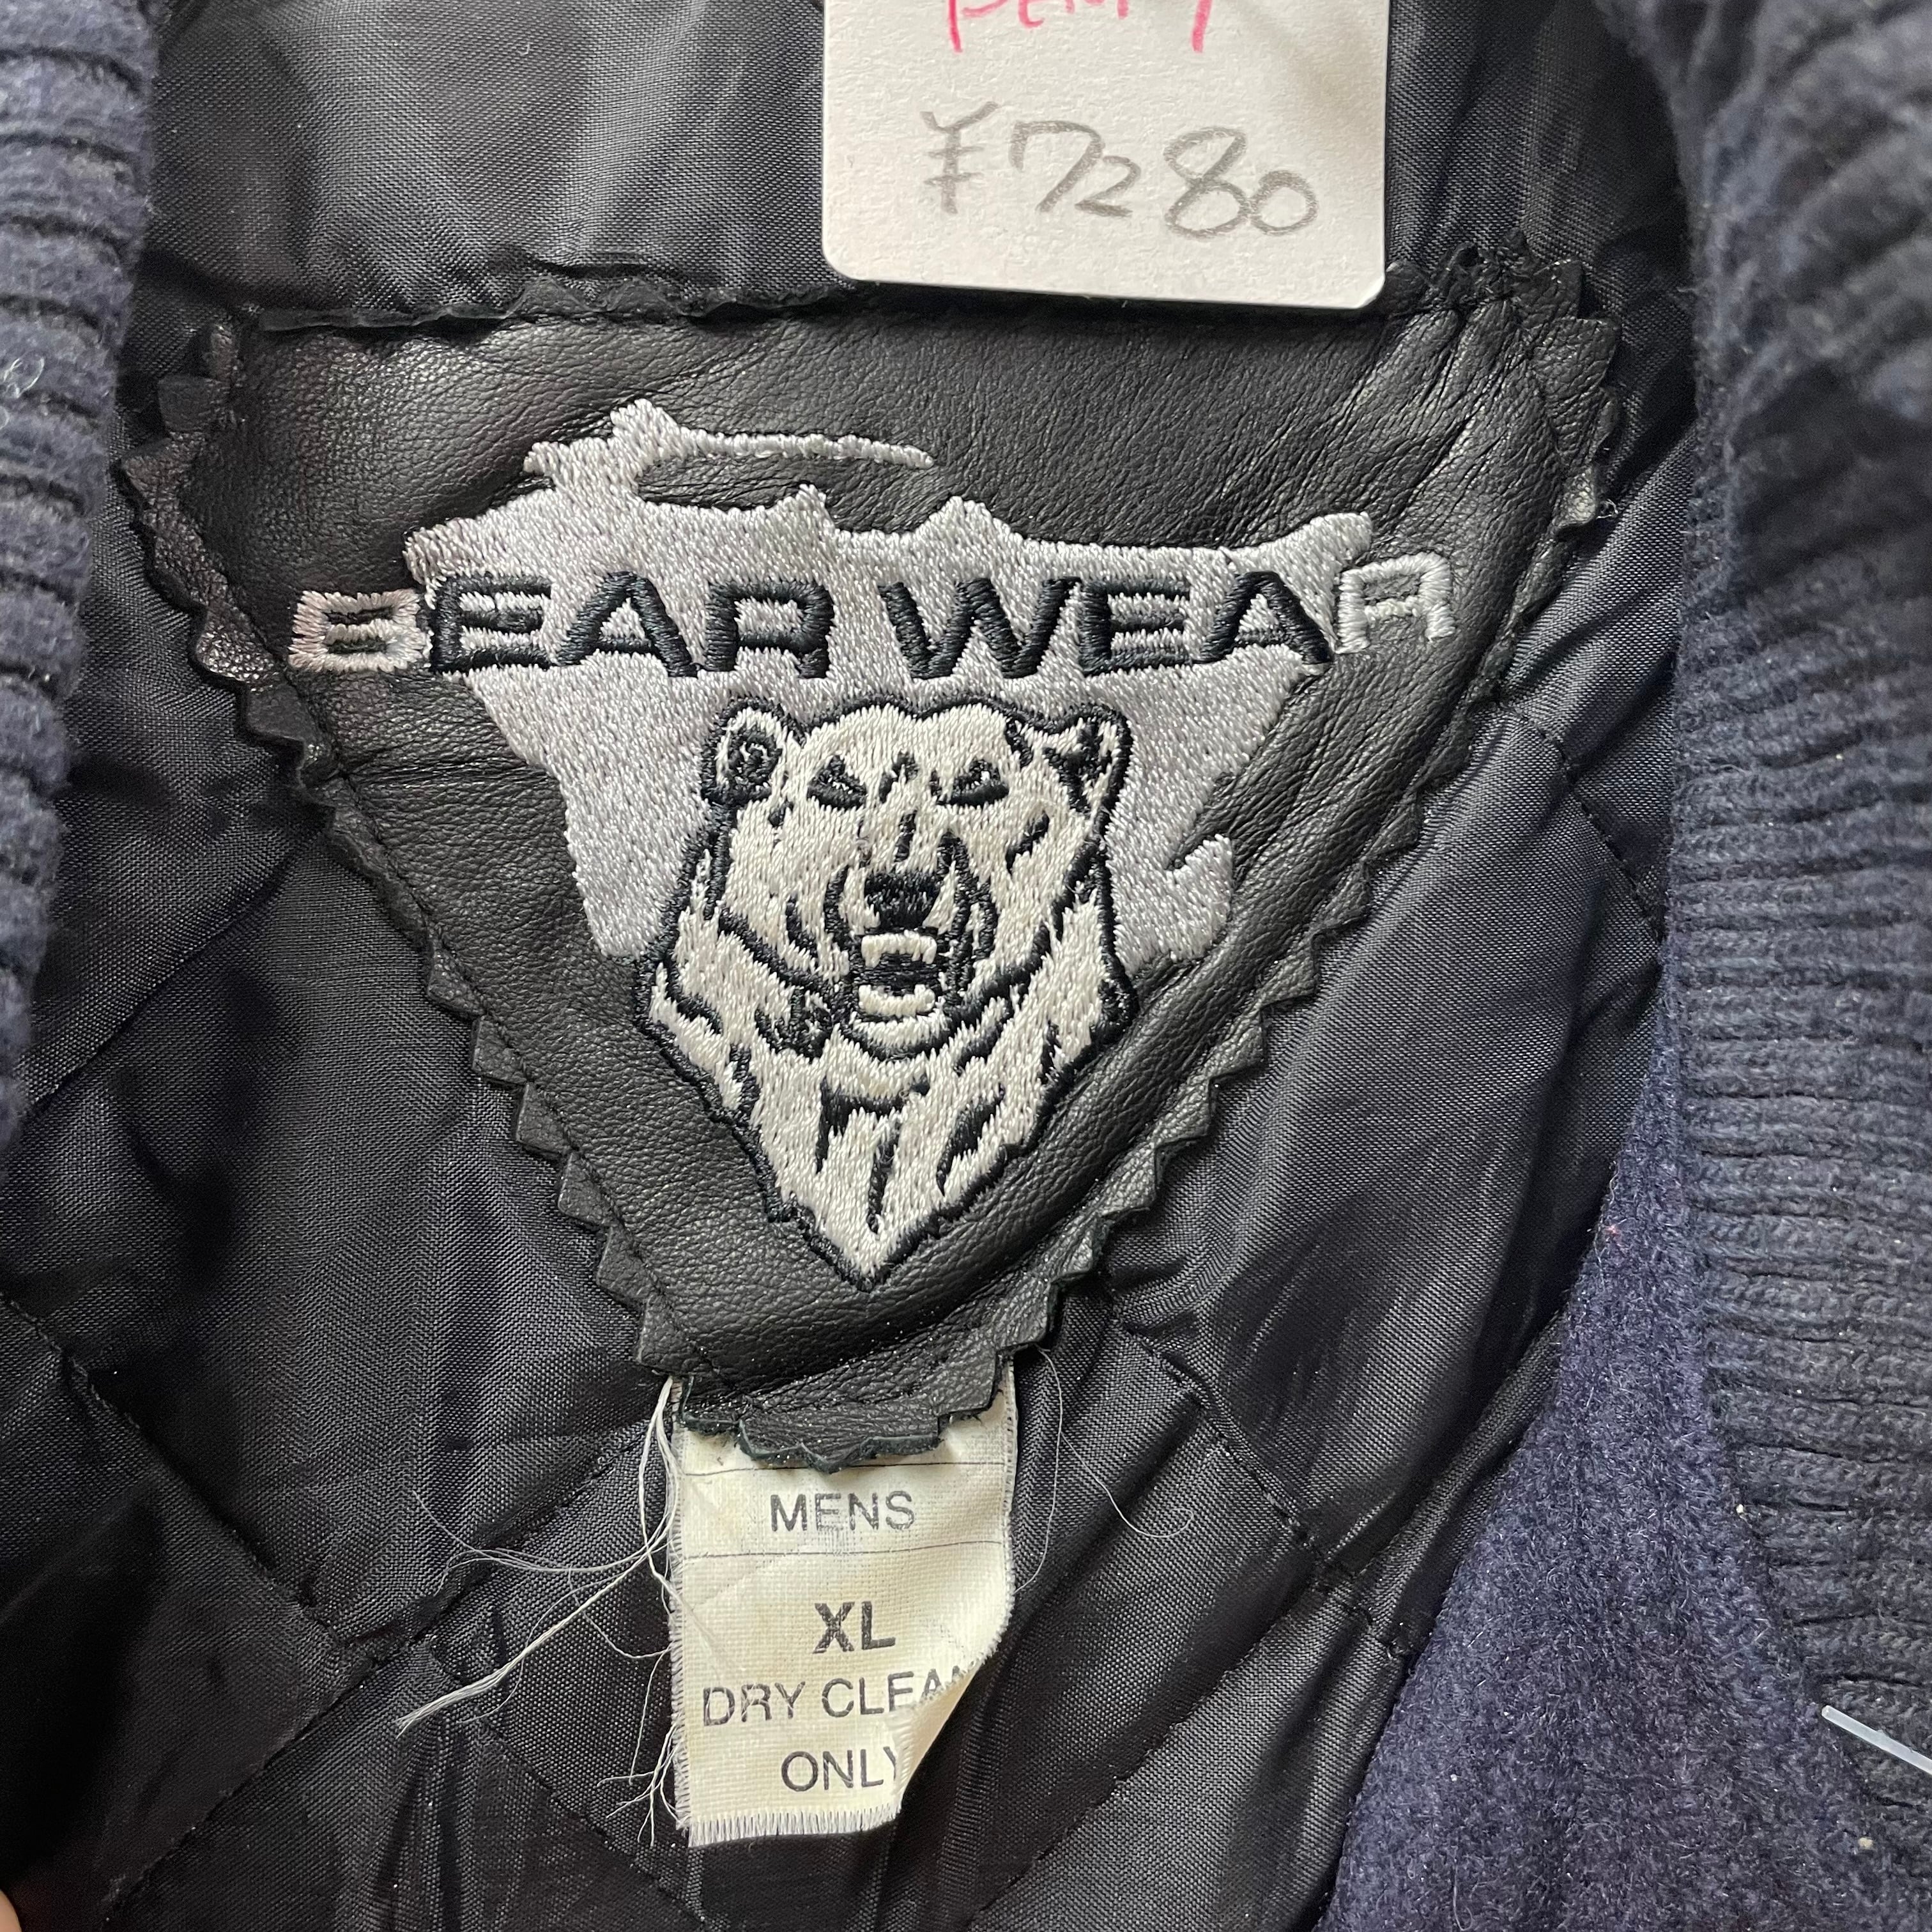 ¥7280
BEAR WEAR
MENS
XL
DRY CLEAN
ONLY